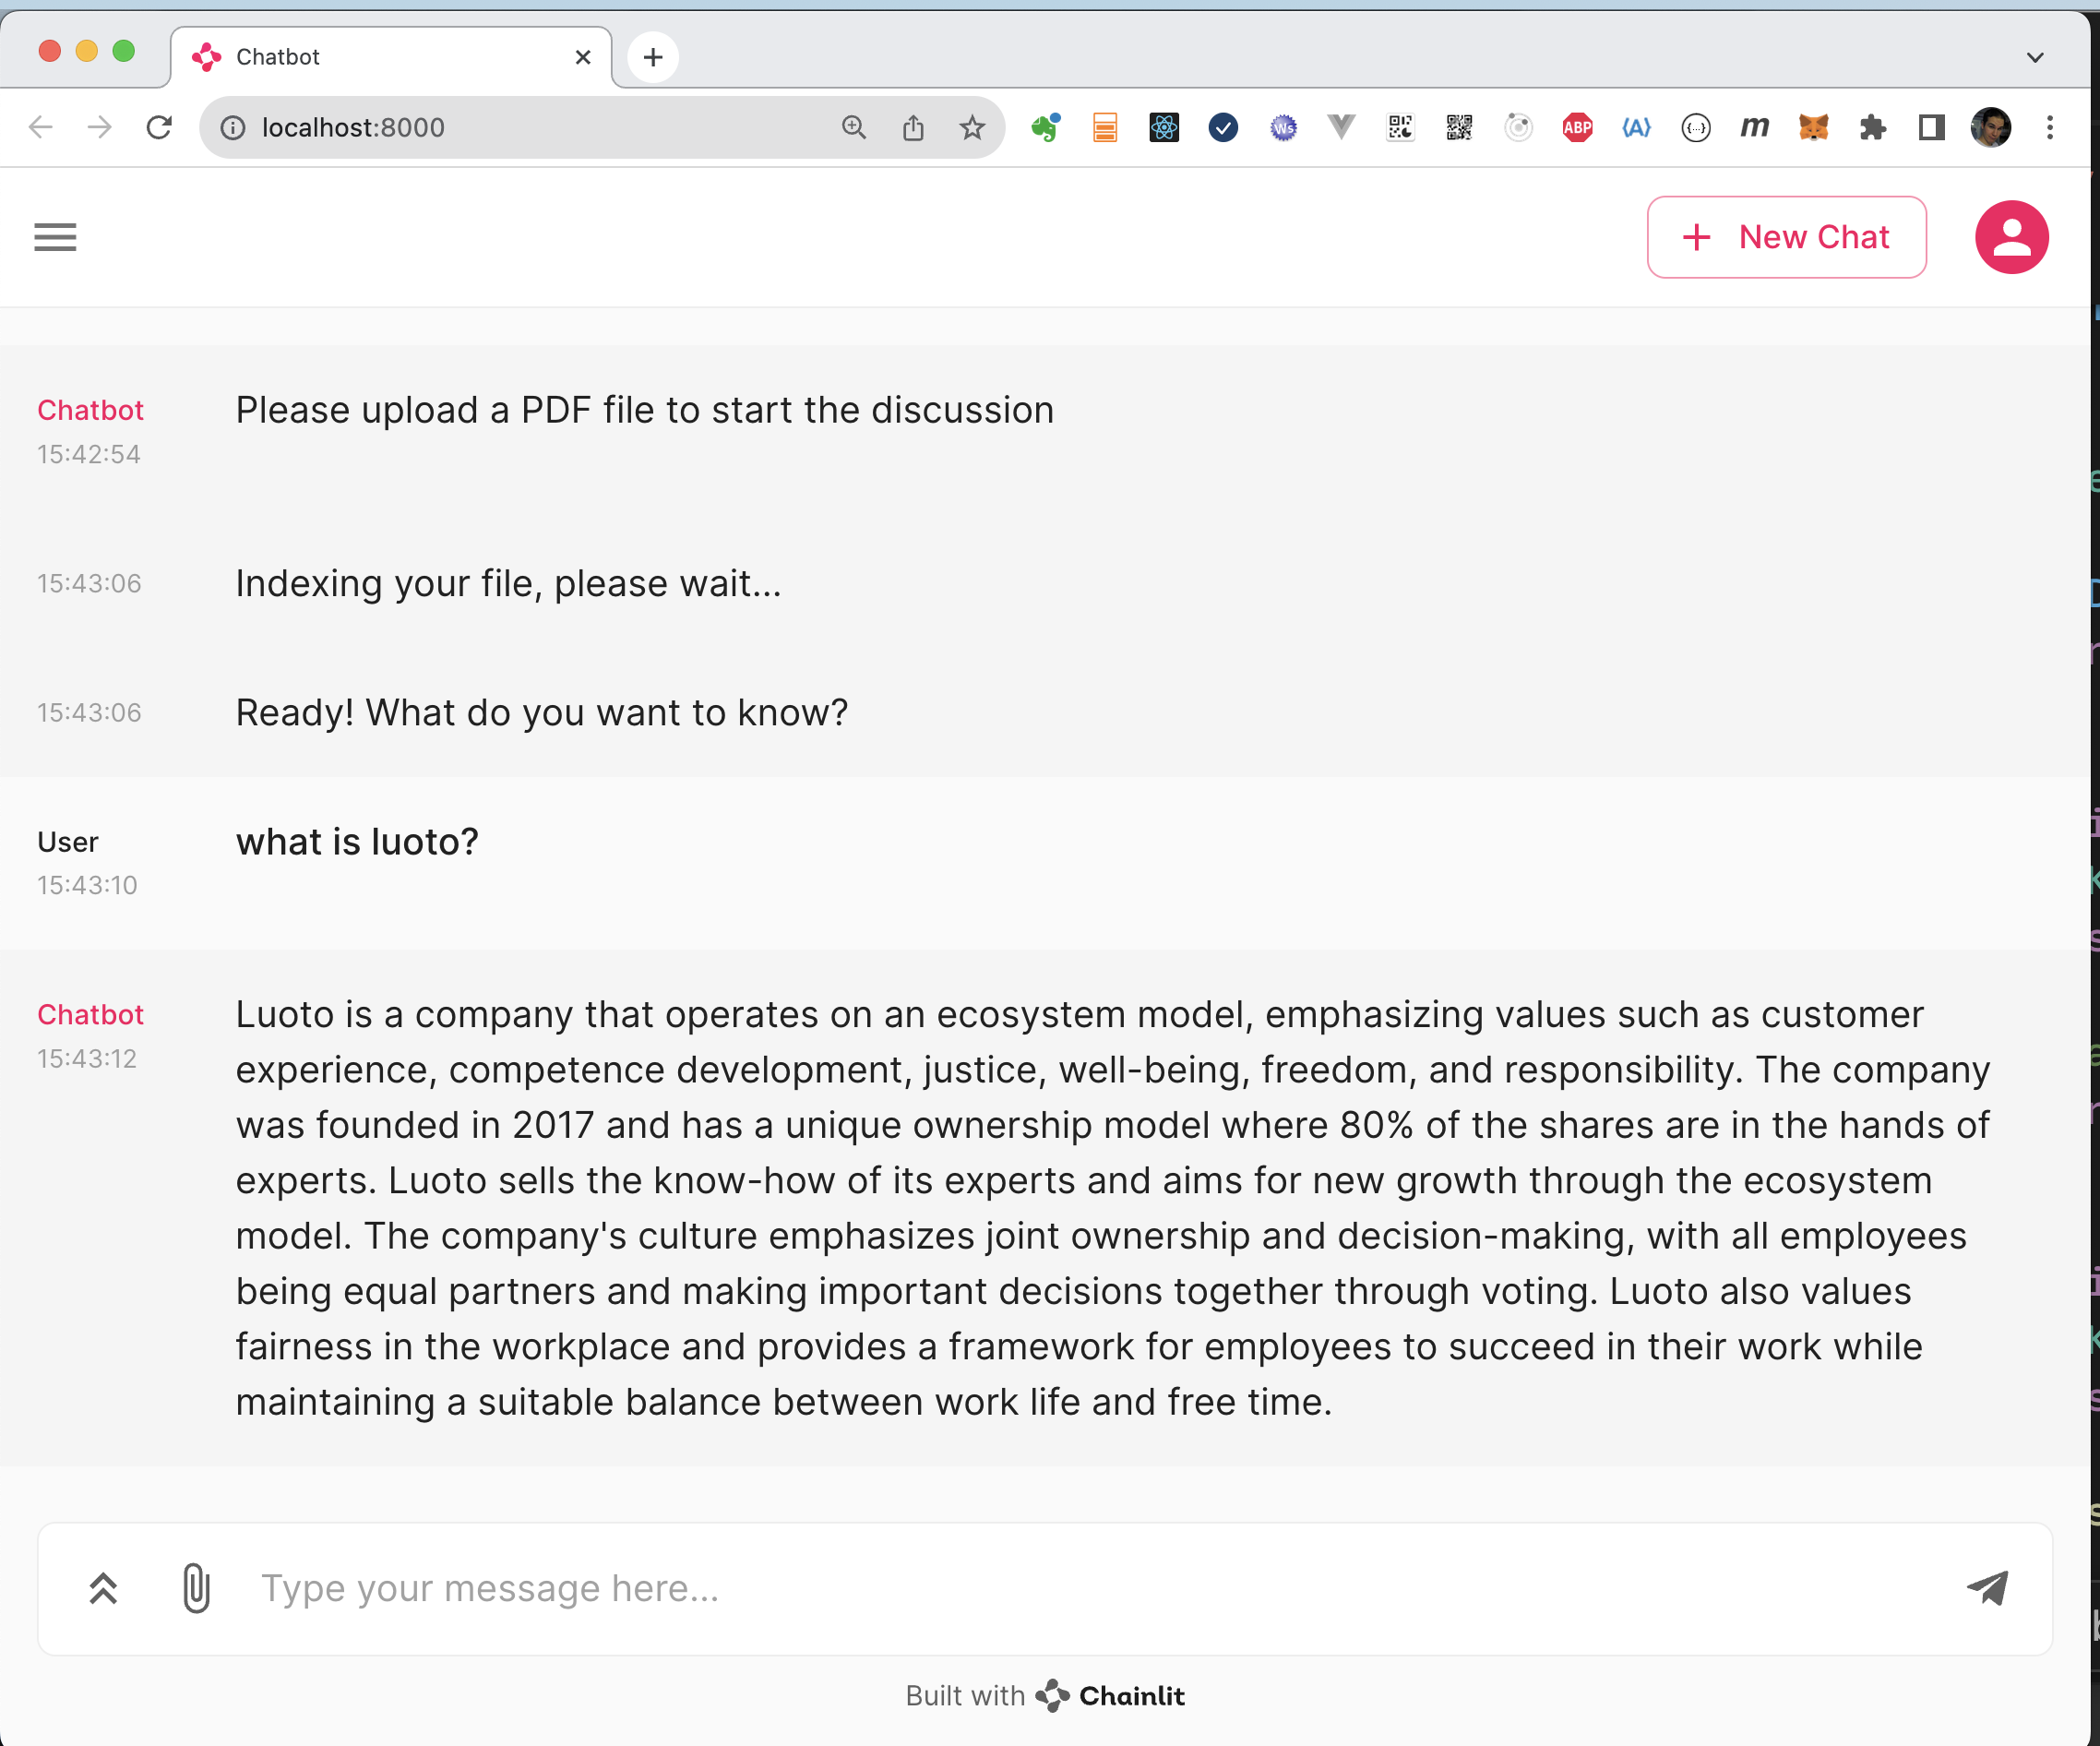 Chatbot
localhost:8000
New Chat
Chatbot
Please upload a PDF file to start the discussion
15:42:54
15:43:06
Indexing your file, please wait...
15:43:06
Ready! What do you want to know?
User
what is luoto?
15:43:10
Chatbot
15:43:12
Luoto is a company that operates on an ecosystem model, emphasizing values such as customer
experience, competence development, justice, well-being, freedom, and responsibility. The company
was founded in 2017 and has a unique ownership model where 80% of the shares are in the hands of
experts. Luoto sells the know-how of its experts and aims for new growth through the ecosystem
model. The company's culture emphasizes joint ownership and decision-making, with all employees
being equal partners and making important decisions together through voting. Luoto also values
fairness in the workplace and provides a framework for employees to succeed in their work while
maintaining a suitable balance between work life and free time.
Type your message here...
Built with Chainlit